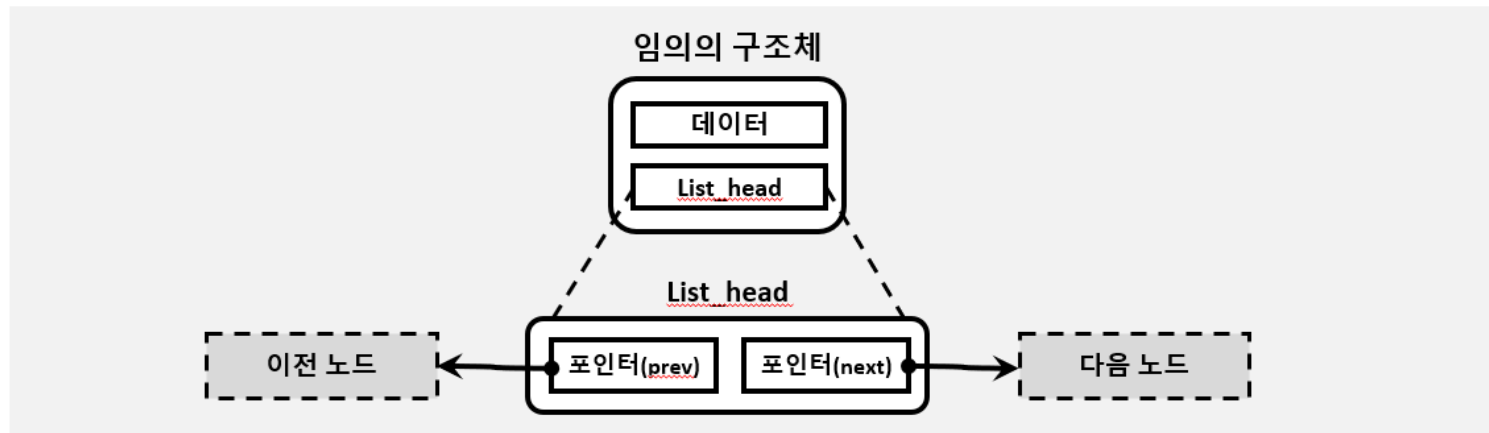 임의의 구조체
데이터
List_head
List_head
이전 노드
포인터(prev)
포인터(next)
다음 노드